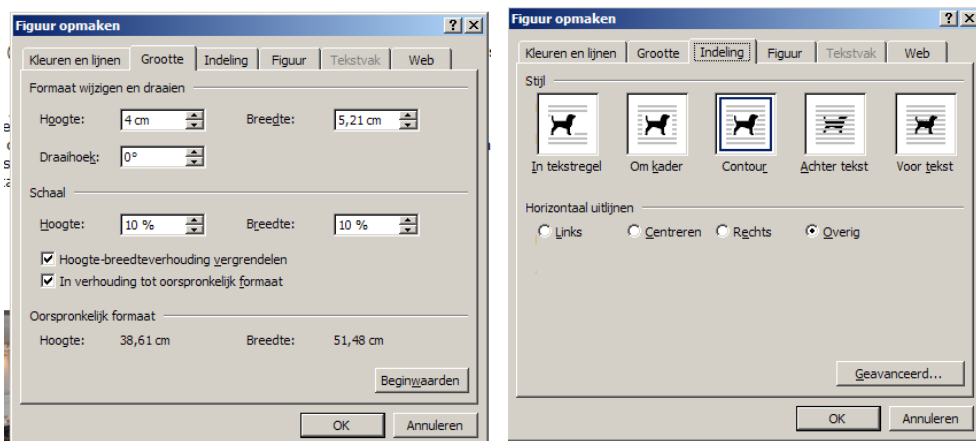 Figuur opmaken
Kleuren en lijnen Grootte Indeling Figuur Tekstvak Web
Formaat wijzigen en draaien
Hoogte: 4 cm Breedte: 5,21 cm
Draaihoek: 0°
Schaal
Hoogte: 10 % Breedte: 10 %
Hoogte-breedteverhouding vergrendelen
In verhouding tot oorspronkelijk formaat
Oorspronkelijk formaat
Hoogte: 38,61 cm Breedte: 51,48 cm
Beginwaarden
OK Annuleren
Figuur opmaken
Kleuren en lijnen Grootte Indeling Figuur Tekstvak Web
Stijl
In tekstregel Om kader Contour Achter tekst Voor tekst
Horizontaal uitlijnen
Links Centreren Rechts Overig
Geavanceerd...
OK Annuleren